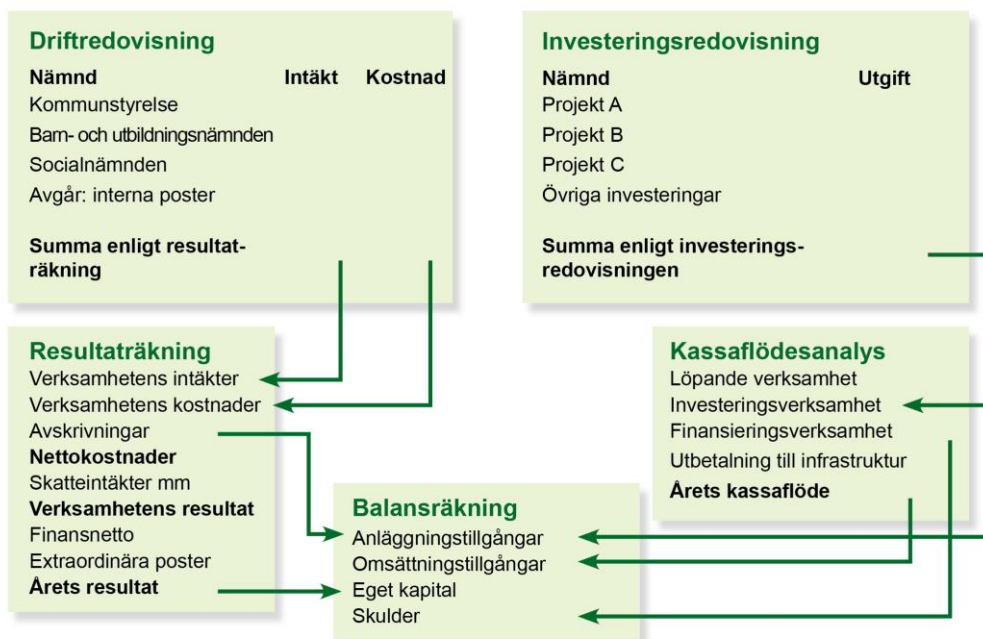 Driftredovisning
Nämnd Intäkt Kostnad
Kommunstyrelse
Barn- och utbildningsnämnden
Socialnämnden
Avgår: interna poster
Summa enligt resultat-
räkning
Investeringsredovisning
Nämnd Utgift
Projekt A
Projekt B
Projekt C
Övriga investeringar
Summa enligt investerings-
redovisningen
Resultaträkning
Verksamhetens intäkter
Verksamhetens kostnader
Avskrivningar
Nettokostnader
Skatteintäkter mm
Verksamhetens resultat
Finansnetto
Extraordinära poster
Årets resultat
Balansräkning
Anläggningstillgångar
Omsättningstillgångar
Eget kapital
Skulder
Kassaflödesanalys
Löpande verksamhet
Investeringsverksamhet
Finansieringsverksamhet
Utbetalning till infrastruktur
Årets kassaflöde